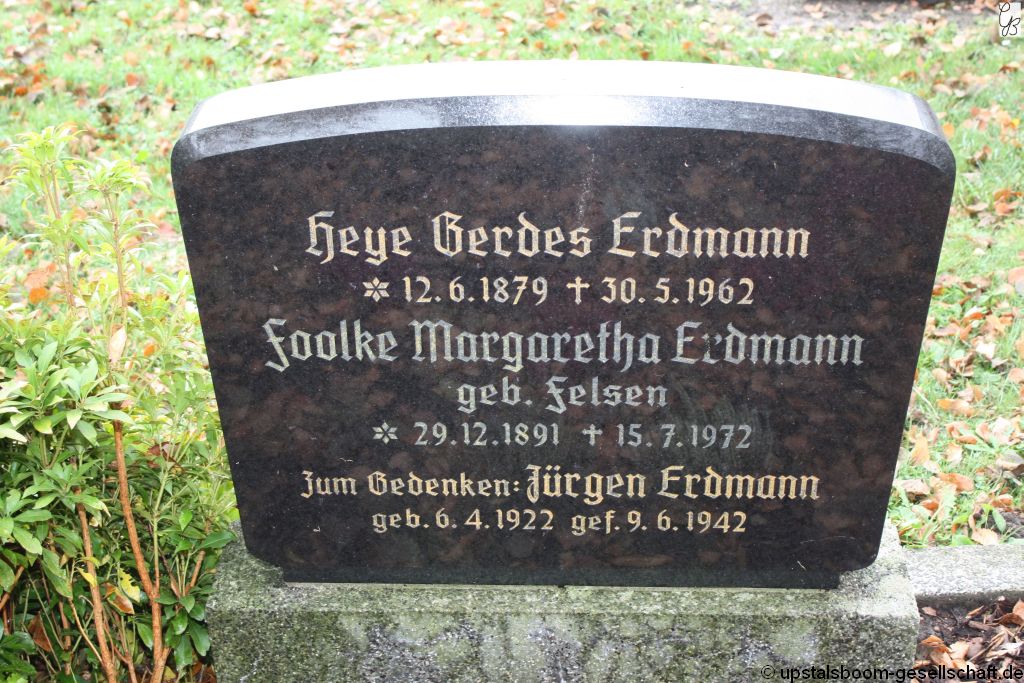 Heye Gerdes Erdmann
* 12.6.1879 † 30.5.1962
Foolke Margaretha Erdmann
geb. Felsen
* 29.12.1891 † 15.7.1972
Zum Gedenken: Jürgen Erdmann
geb. 6.4.1922 gef. 9.6.1942
© upstalsboom-gesellschaft.de